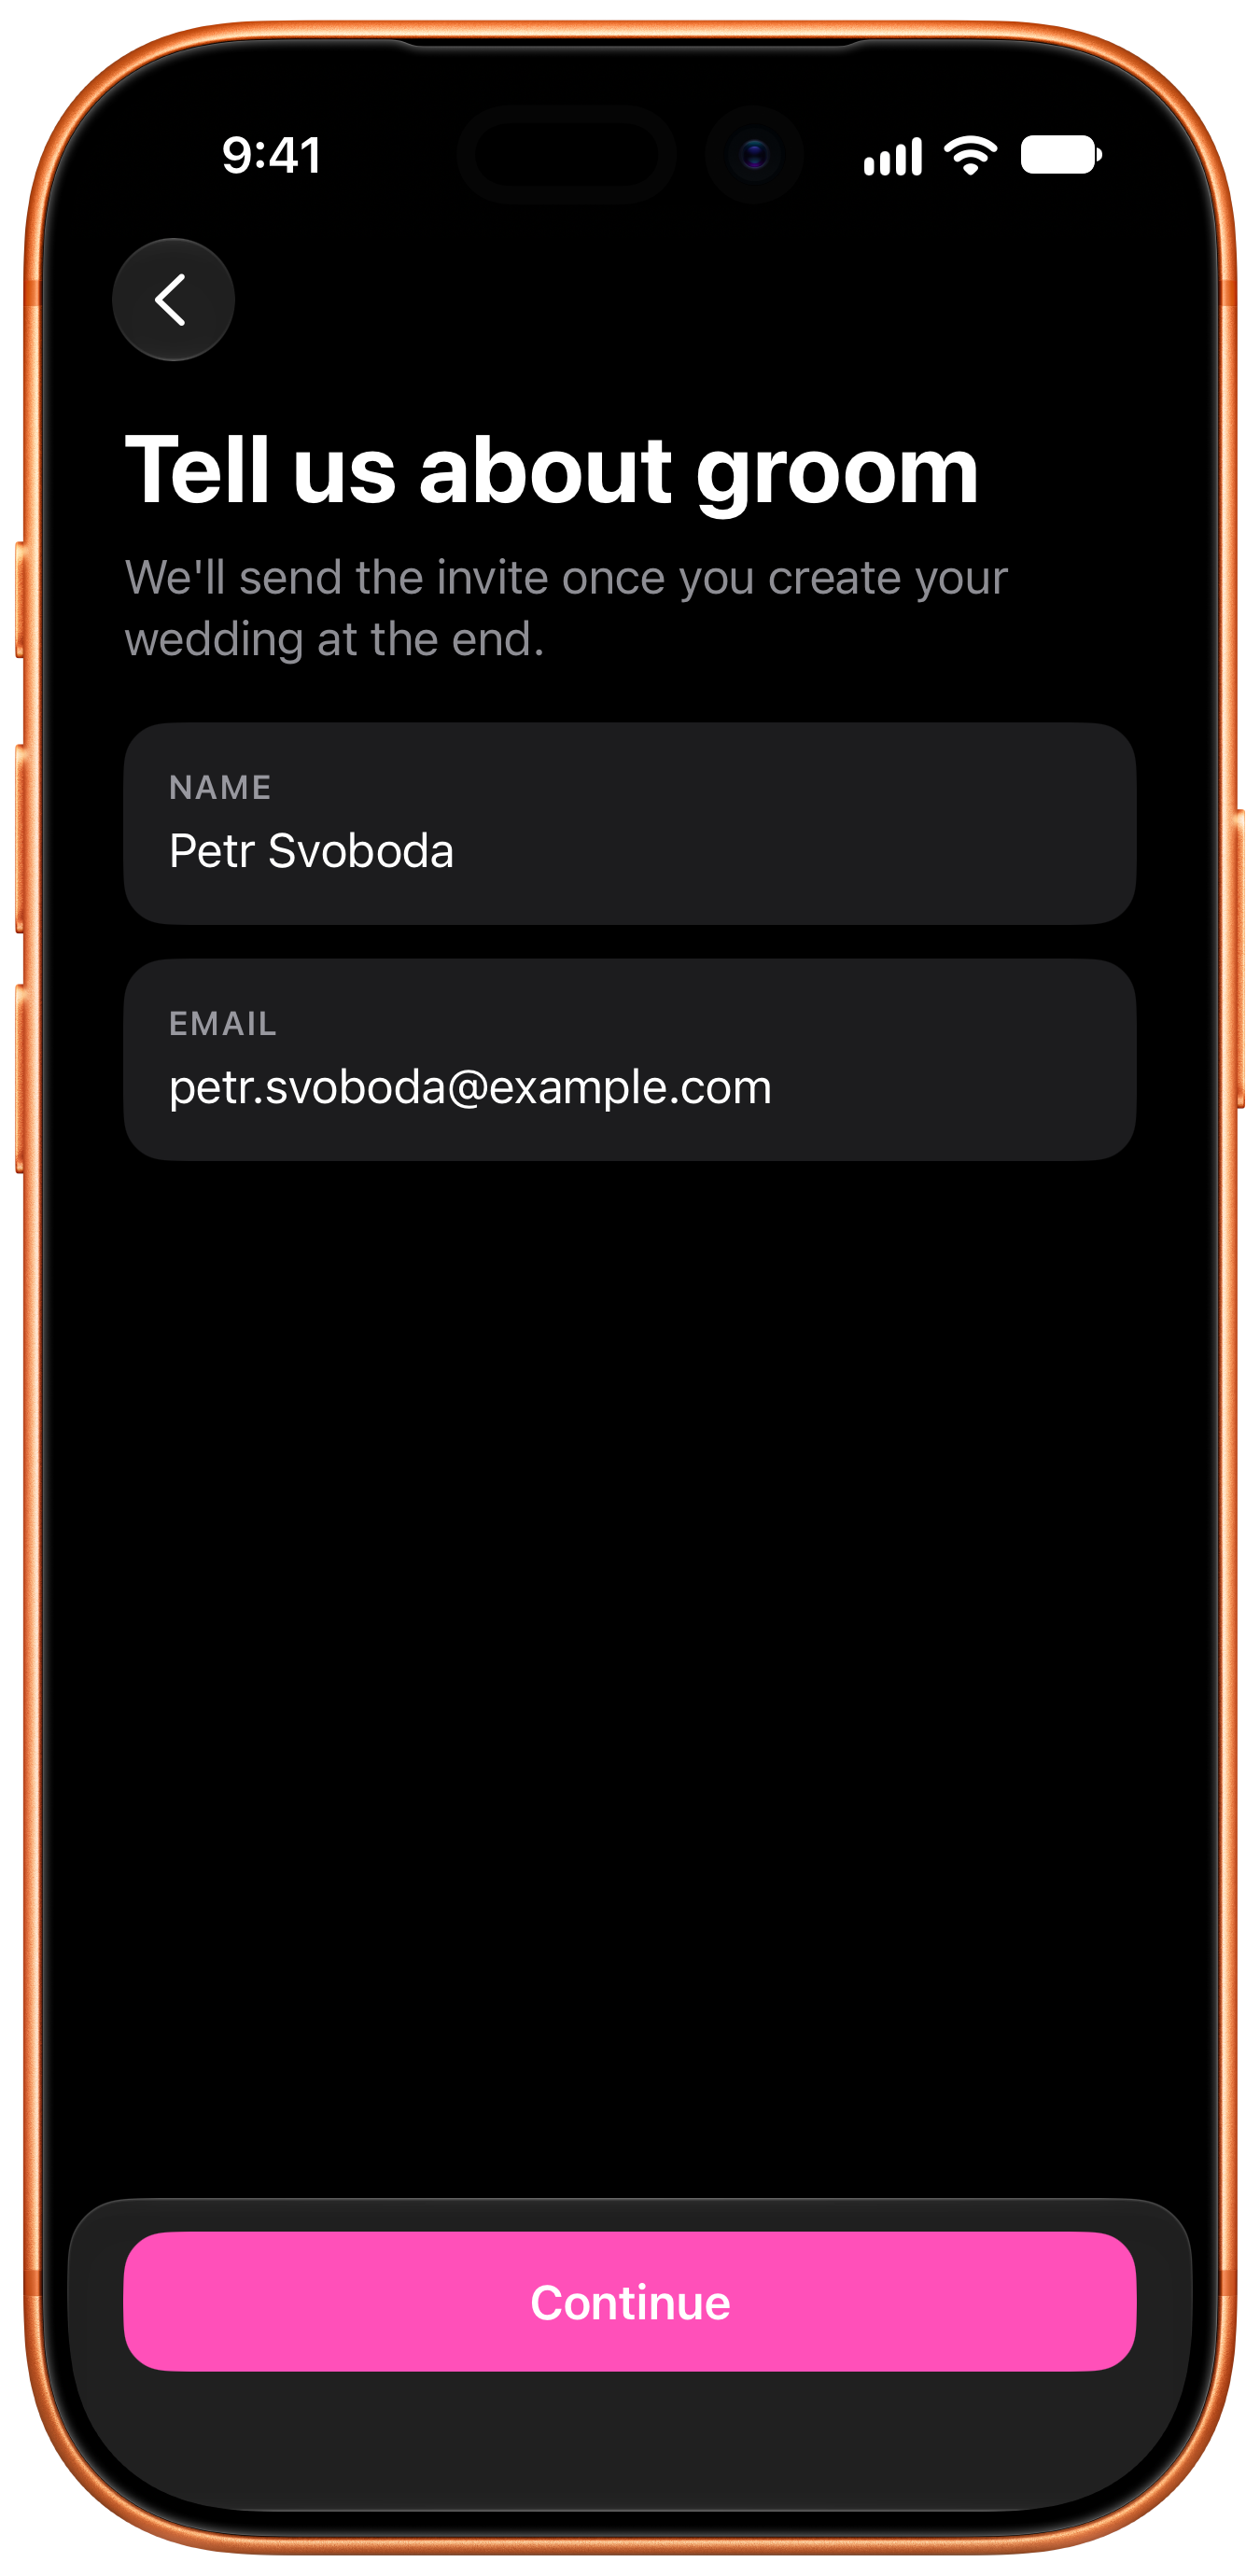 9:41
Tell us about groom
We'll send the invite once you create your
wedding at the end.
NAME
Petr Svoboda
EMAIL
petr.svoboda@example.com
Continue